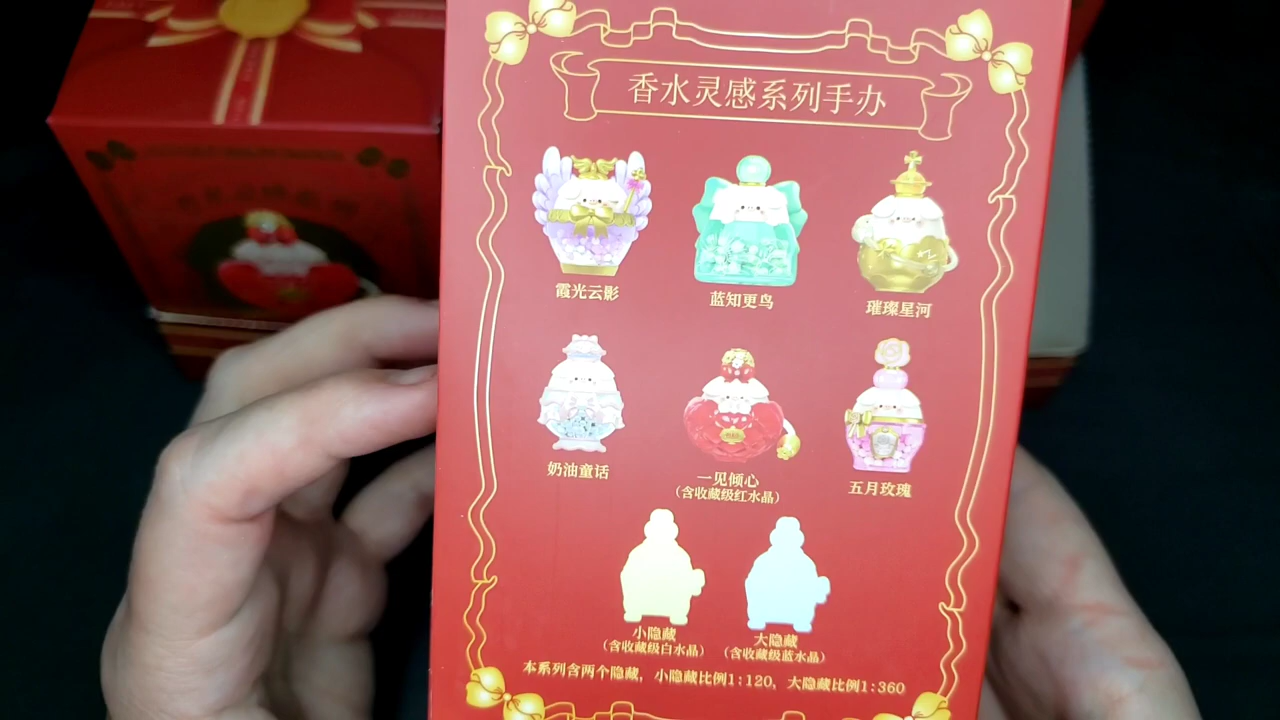 香水灵感系列手办
霞光云影
蓝知更鸟
璀璨星河
奶油童话
一见倾心
（含收藏级红水晶）
五月玫瑰
小隐藏
（含收藏级白水晶）
大隐藏
（含收藏级蓝水晶）
本系列含两个隐藏，小隐藏比例1:120，大隐藏比例1:360